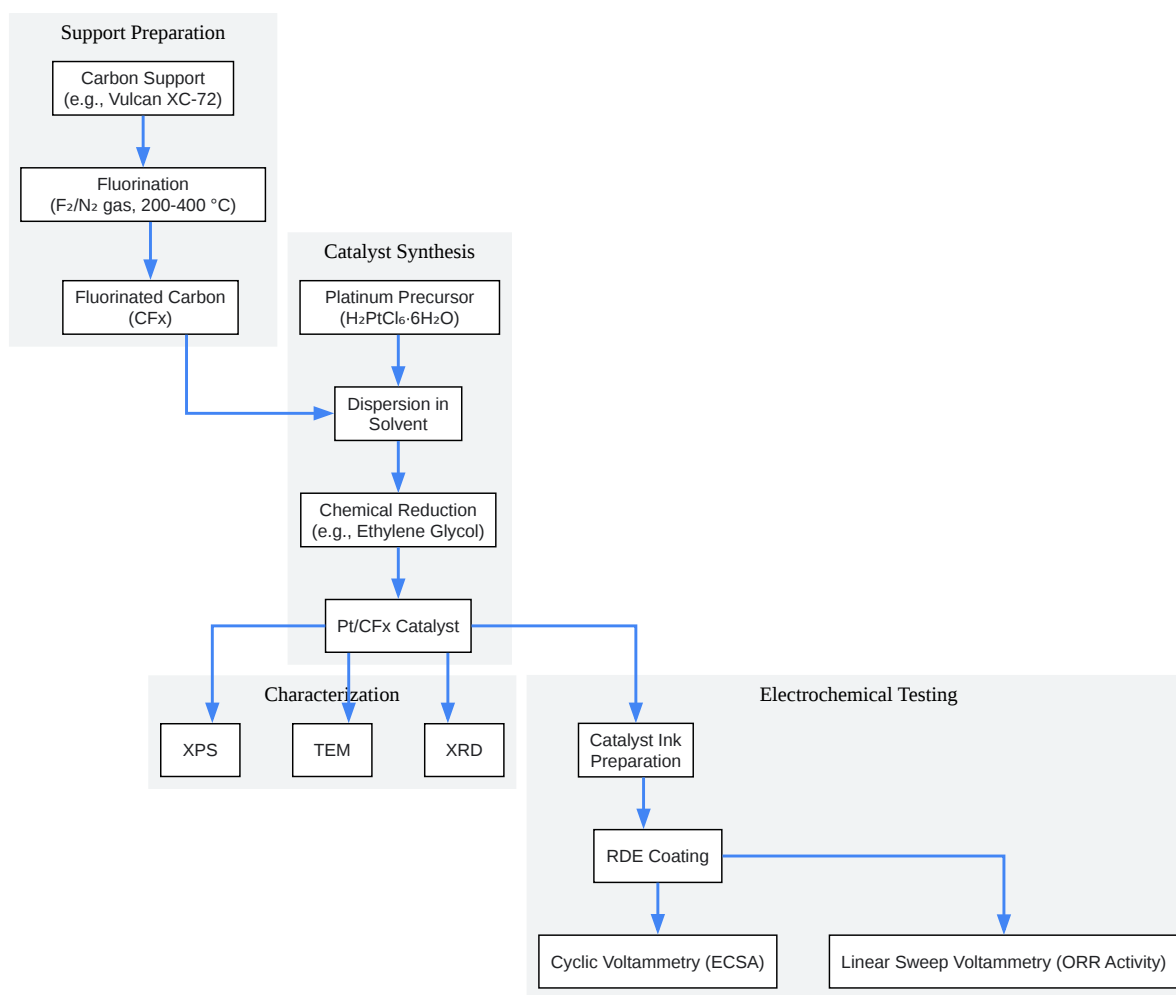 Support Preparation
Carbon Support
(e.g., Vulcan XC-72)
Fluorination
(F₂/N₂ gas, 200-400 °C)
Fluorinated Carbon
(CFx)
Catalyst Synthesis
Platinum Precursor
(H₂PtCl₆·6H₂O)
Dispersion in
Solvent
Chemical Reduction
(e.g., Ethylene Glycol)
Pt/CFx Catalyst
Characterization
XPS
TEM
XRD
Electrochemical Testing
Catalyst Ink
Preparation
RDE Coating
Cyclic Voltammetry (ECSA)
Linear Sweep Voltammetry (ORR Activity)